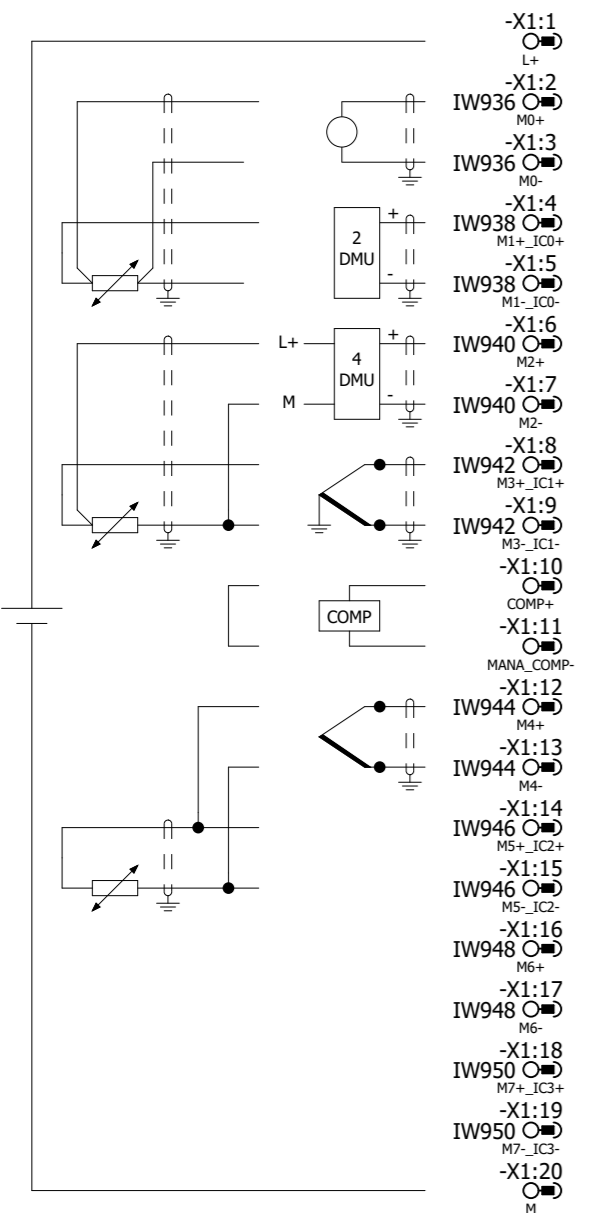 -X1:1
L+
-X1:2
IW936
M0+
-X1:3
IW936
M0-
-X1:4
+
IW938
M1+_IC0+
2
DMU
-X1:5
-
IW938
M1-_IC0-
-X1:6
L+
+
IW940
M2+
4
DMU
-X1:7
M
-
IW940
M2-
-X1:8
IW942
M3+_IC1+
-X1:9
IW942
M3-_IC1-
-X1:10
COMP+
COMP
-X1:11
MANA_COMP-
-X1:12
IW944
M4+
-X1:13
IW944
M4-
-X1:14
IW946
M5+_IC2+
-X1:15
IW946
M5-_IC2-
-X1:16
IW948
M6+
-X1:17
IW948
M6-
-X1:18
IW950
M7+_IC3+
-X1:19
IW950
M7-_IC3-
-X1:20
M